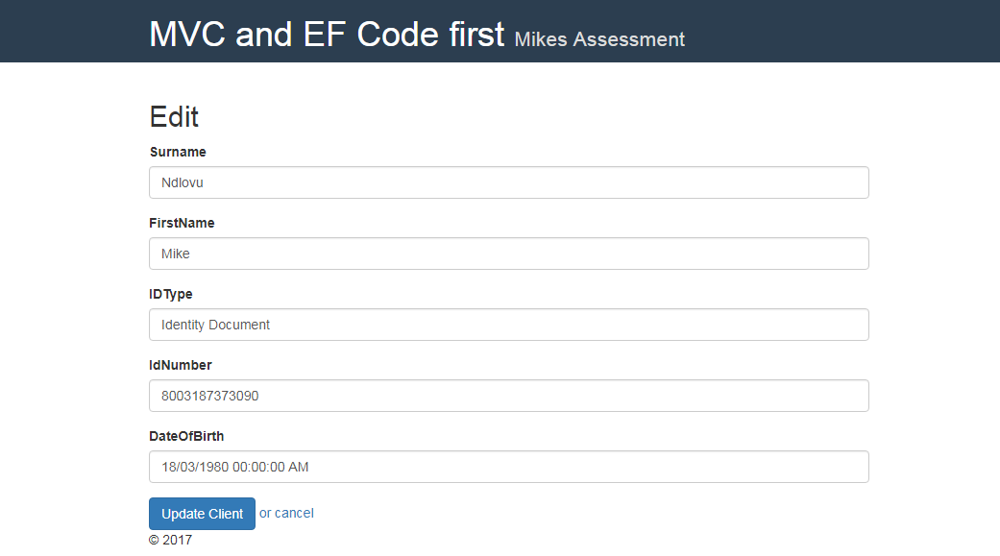 MVC and EF Code first Mikes Assessment
Edit
Surname
Ndlovu
FirstName
Mike
IDType
Identity Document
IdNumber
8003187373090
DateOfBirth
18/03/1980 00:00:00 AM
Update Client or cancel
© 2017